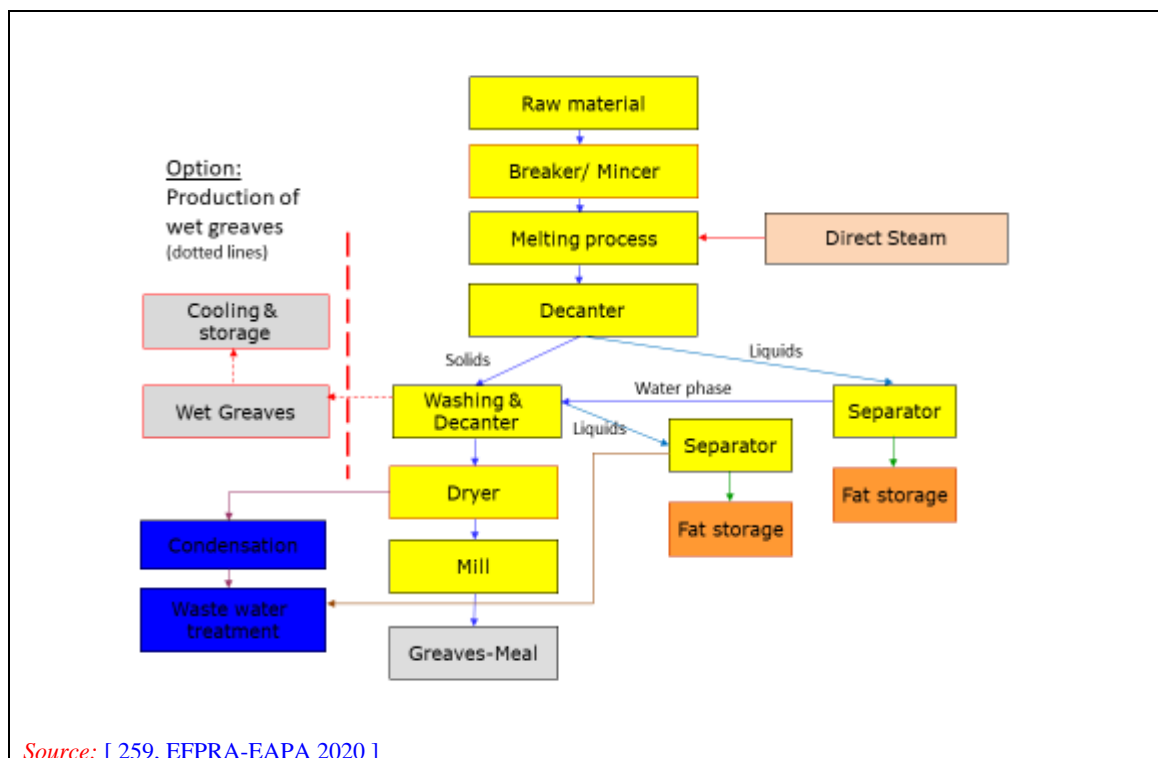 Raw material
Breaker/ Mincer
Option:
Production of
wet greaves
(dotted lines)
Melting process
Direct Steam
Cooling &
storage
Decanter
Solids
Liquids
Wet Greaves
Washing &
Decanter
Water phase
Separator
Liquids
Separator
Dryer
Fat storage
Fat storage
Condensation
Mill
Waste water
treatment
Greaves-Meal
Source: [ 259, EFPRA-EAPA 2020 ]